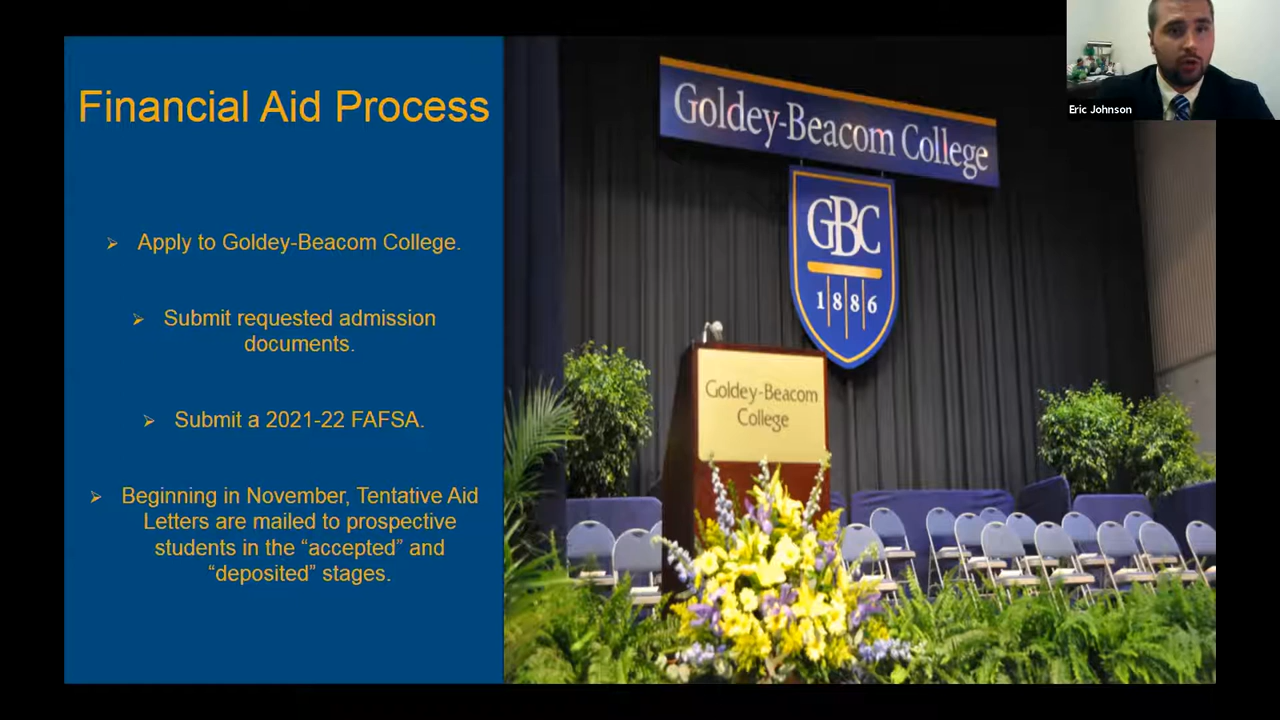 Financial Aid Process
➢ Apply to Goldey-Beacom College.
➢ Submit requested admission
documents.
➢ Submit a 2021-22 FAFSA.
➢ Beginning in November, Tentative Aid
Letters are mailed to prospective
students in the “accepted” and
“deposited” stages.
Goldey-Beacom College
GBC
1886
Goldey-Beacom
College
Eric Johnson